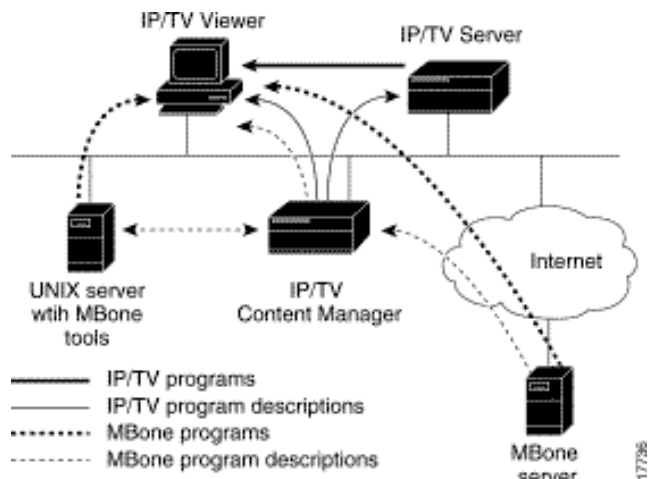 IP/TV Viewer
IP/TV Server
Internet
UNIX server
wtih MBone
tools
IP/TV
Content Manager
MBone
server
IP/TV programs
IP/TV program descriptions
MBone programs
MBone program descriptions
17736